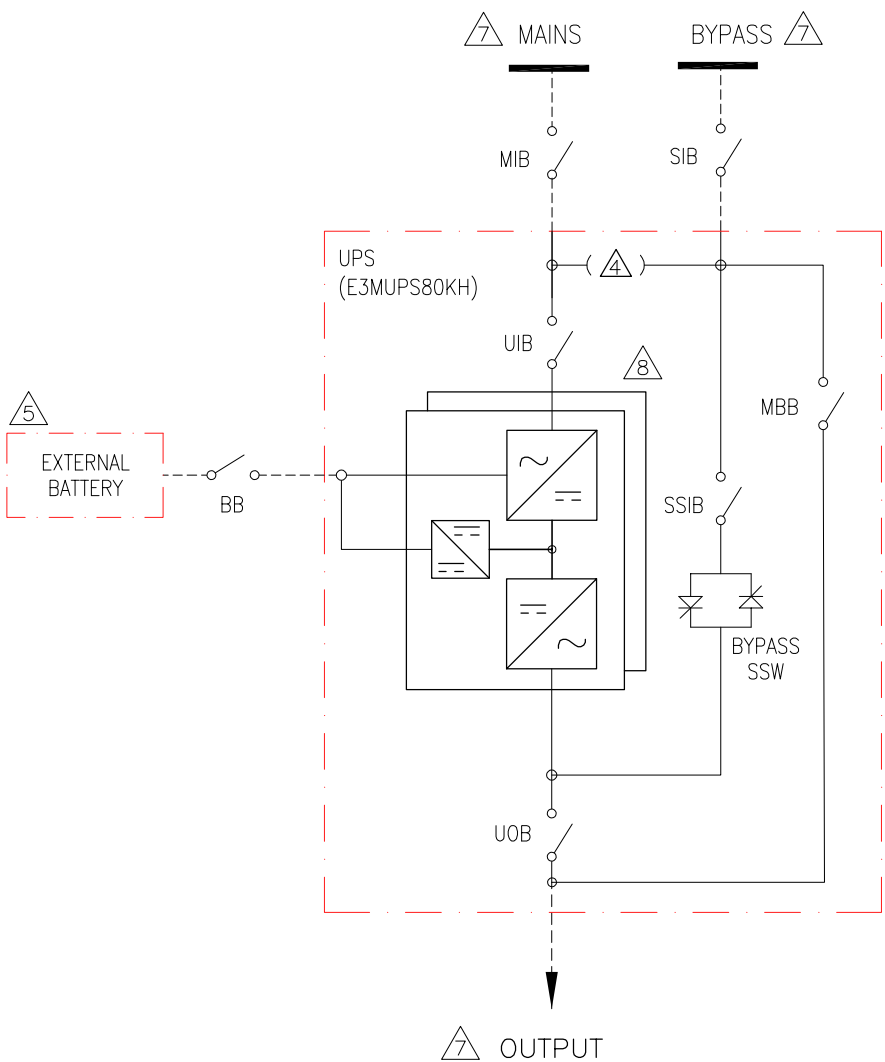 7 MAINS
BYPASS 7
MIB
SIB
UPS
(E3MUPS80KH)
4
UIB
8
MBB
5
EXTERNAL
BATTERY
BB
SSIB
BYPASS
SSW
UOB
7 OUTPUT